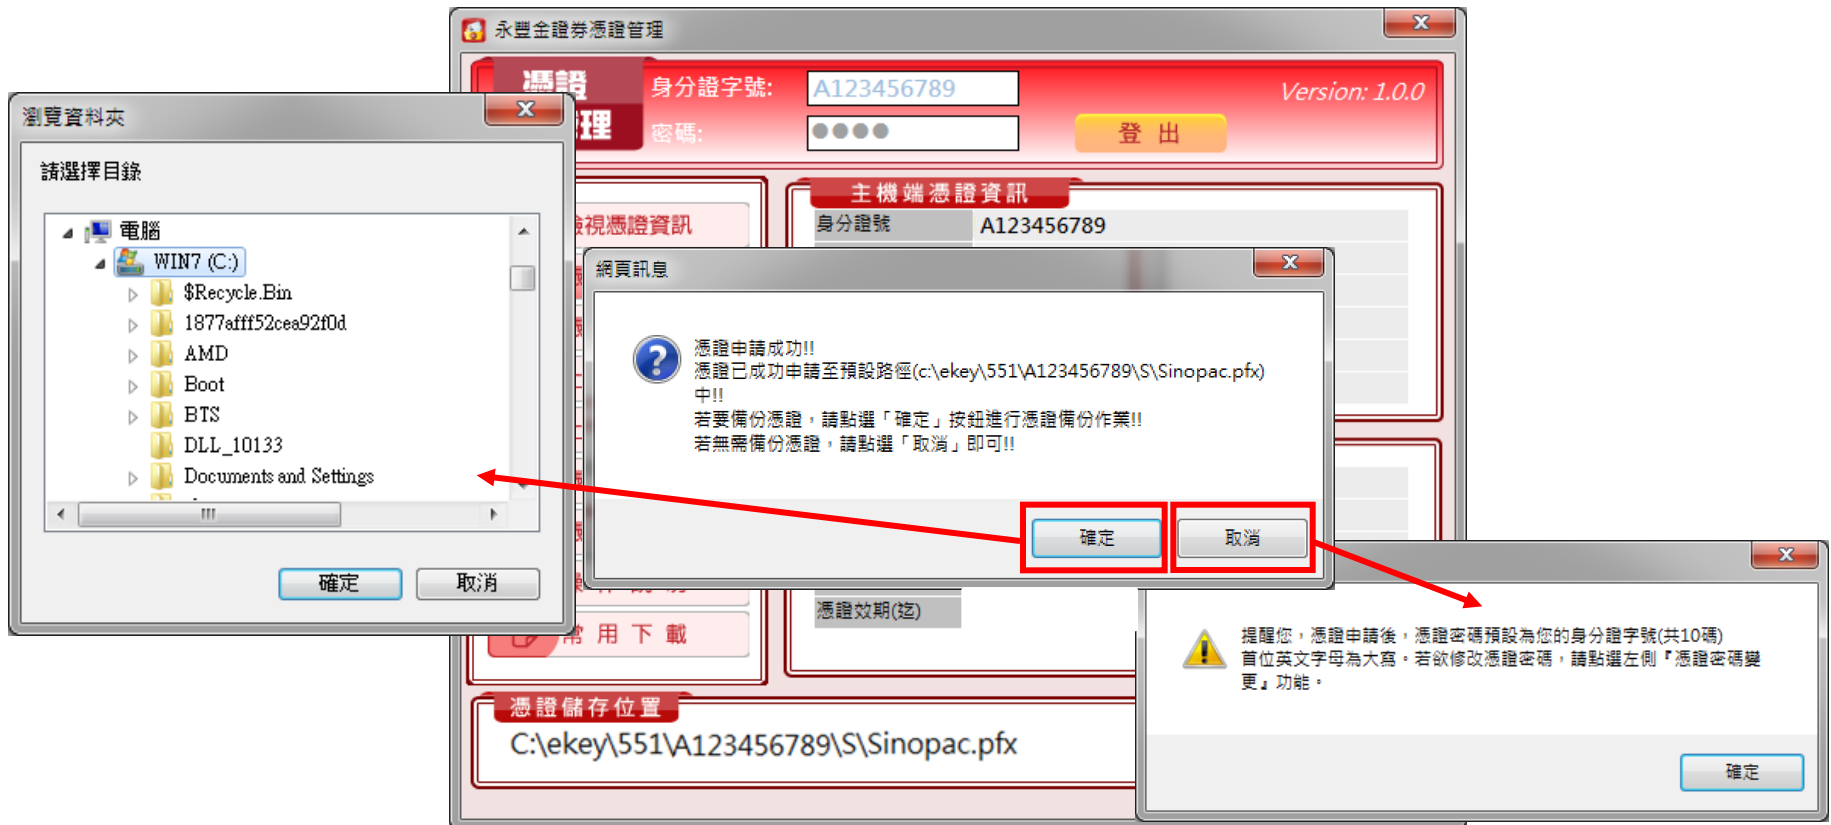 永豐金證券憑證管理
憑證
理
身分證字號:
A123456789
密碼:
登 出
Version: 1.0.0
瀏覽資料夾
請選擇目錄
電腦
WIN7 (C:)
$Recycle.Bin
1877afff52cea92f0d
AMD
Boot
BTS
DLL_10133
Documents and Settings
確定
取消
檢視憑證資訊
常 用 下 載
主機端憑證資訊
身分證號
A123456789
網頁訊息
憑證申請成功!!
憑證已成功申請至預設路徑(c:\ekey\551\A123456789\S\Sinopac.pfx)
中!!
若要備份憑證，請點選「確定」按鈕進行憑證備份作業!!
若無需備份憑證，請點選「取消」即可!!
確定
取消
憑證效期(迄)
提醒您，憑證申請後，憑證密碼預設為您的身分證字號(共10碼)
首位英文字母為大寫。若欲修改憑證密碼，請點選左側『憑證密碼變
更』功能。
確定
憑證儲存位置
C:\ekey\551\A123456789\S\Sinopac.pfx